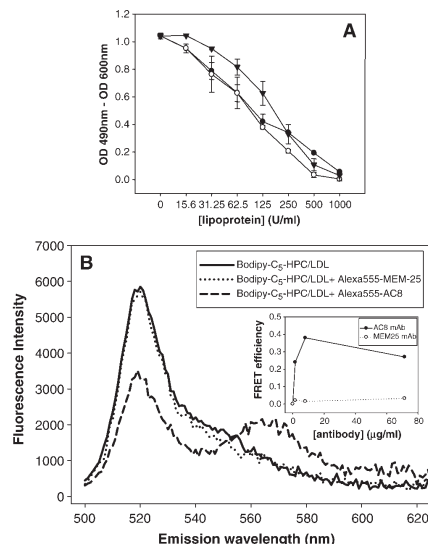 A
1.2
1.0
0.8
0.6
0.4
0.2
0.0
OD 490nm - OD 600nm
0 15.6 31.25 62.5 125 250 500 1000
[lipoprotein] (U/ml)
B
7000
6000
5000
4000
3000
2000
1000
0
Fluorescence Intensity
Bodipy-C5-HPC/LDL
Bodipy-C5-HPC/LDL+ Alexa555-MEM-25
Bodipy-C5-HPC/LDL+ Alexa555-AC8
0.5
0.4
0.3
0.2
0.1
0.0
FRET efficiency
AC8 mAb
MEM25 mAb
0 20 40 60 80
[antibody] (µg/ml)
500 520 540 560 580 600 620
Emission wavelength (nm)